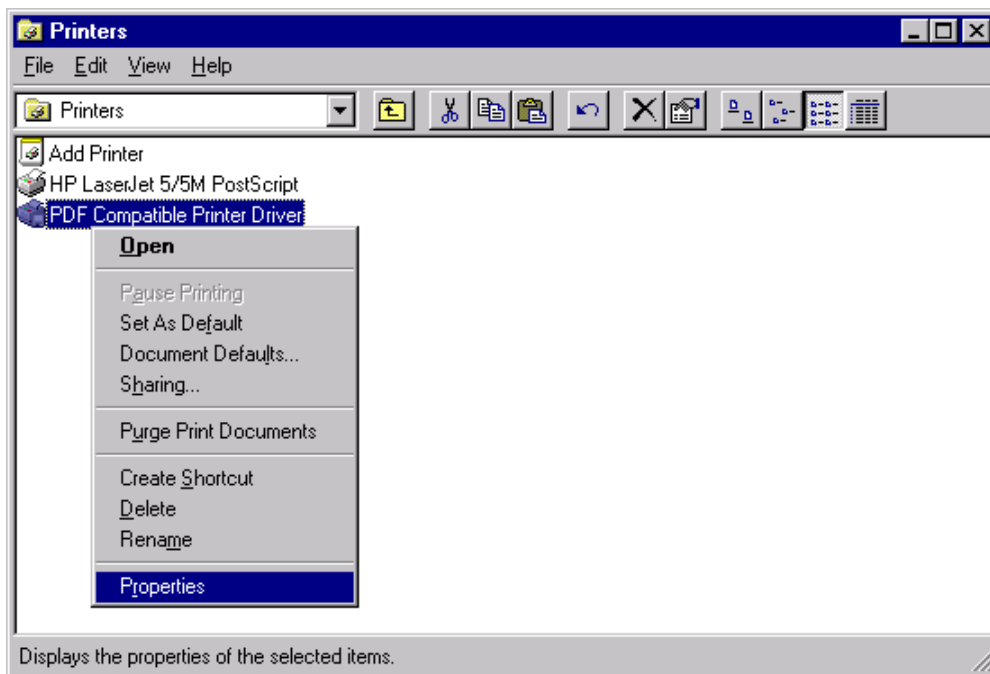 Printers
File Edit View Help
Printers
Add Printer
HP LaserJet 5/5M PostScript
PDF Compatible Printer Driver
Open
Pause Printing
Set As Default
Document Defaults...
Sharing...
Purge Print Documents
Create Shortcut
Delete
Rename
Properties
Displays the properties of the selected items.